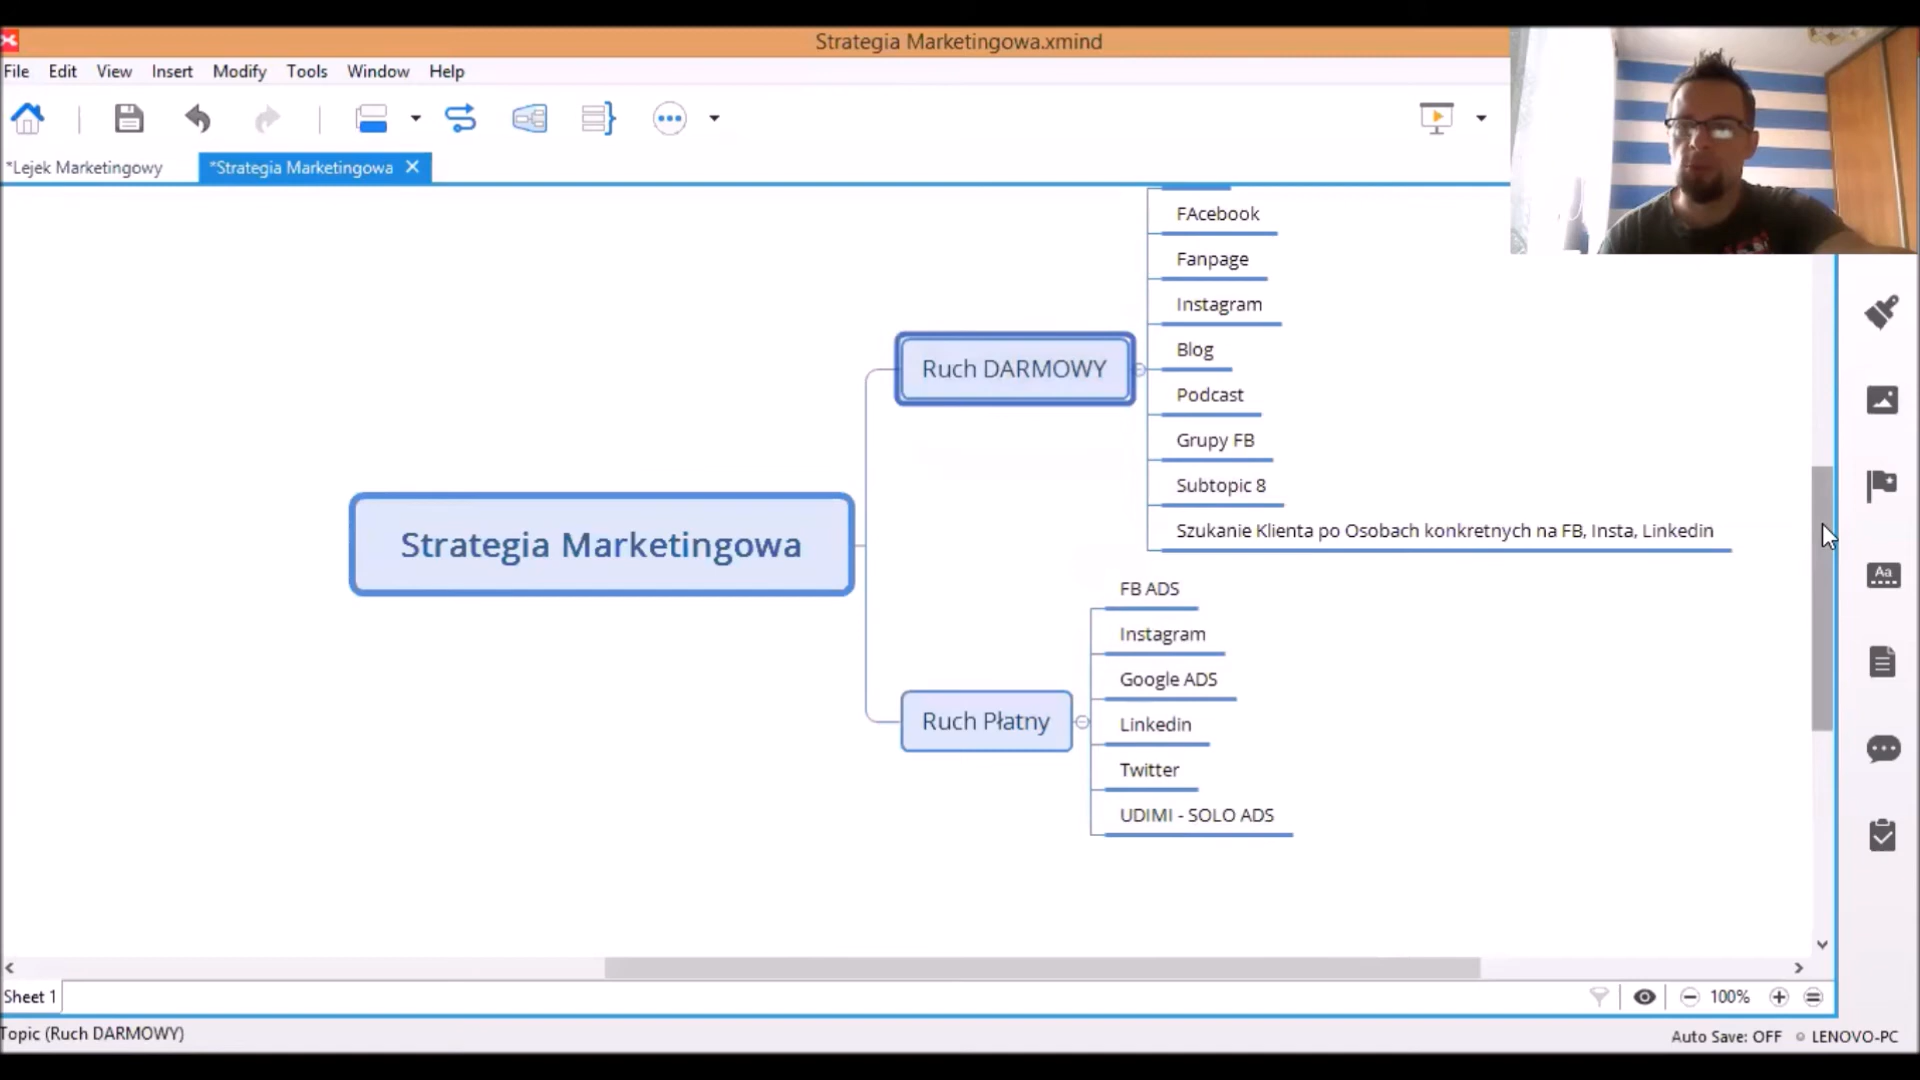 Strategia Marketingowa.xmind
File Edit View Insert Modify Tools Window Help
*Lejek Marketingowy *Strategia Marketingowa
FAcebook
Fanpage
Instagram
Blog
Podcast
Grupy FB
Subtopic 8
Szukanie Klienta po Osobach konkretnych na FB, Insta, Linkedin
Ruch DARMOWY
Strategia Marketingowa
FB ADS
Instagram
Google ADS
Linkedin
Twitter
UDIMI - SOLO ADS
Ruch Płatny
Aa
Sheet 1
100%
Topic (Ruch DARMOWY)
Auto Save: OFF LENOVO-PC